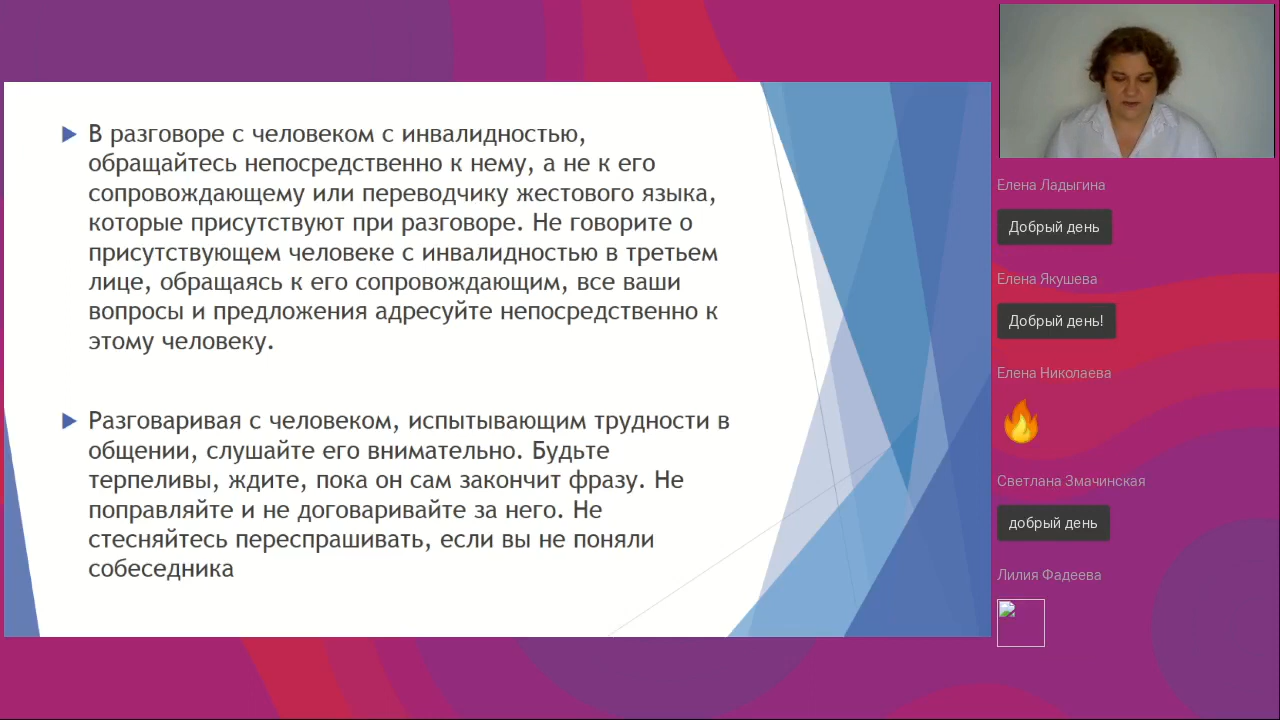 В разговоре с человеком с инвалидностью,
обращайтесь непосредственно к нему, а не к его
сопровождающему или переводчику жестового языка,
которые присутствуют при разговоре. Не говорите о
присутствующем человеке с инвалидностью в третьем
лице, обращаясь к его сопровождающим, все ваши
вопросы и предложения адресуйте непосредственно к
этому человеку.
Разговаривая с человеком, испытывающим трудности в
общении, слушайте его внимательно. Будьте
терпеливы, ждите, пока он сам закончит фразу. Не
поправляйте и не договаривайте за него. Не
стесняйтесь переспрашивать, если вы не поняли
собеседника
Елена Ладыгина
Добрый день
Елена Якушева
Добрый день!
Елена Николаева
Светлана Змачинская
добрый день
Лилия Фадеева